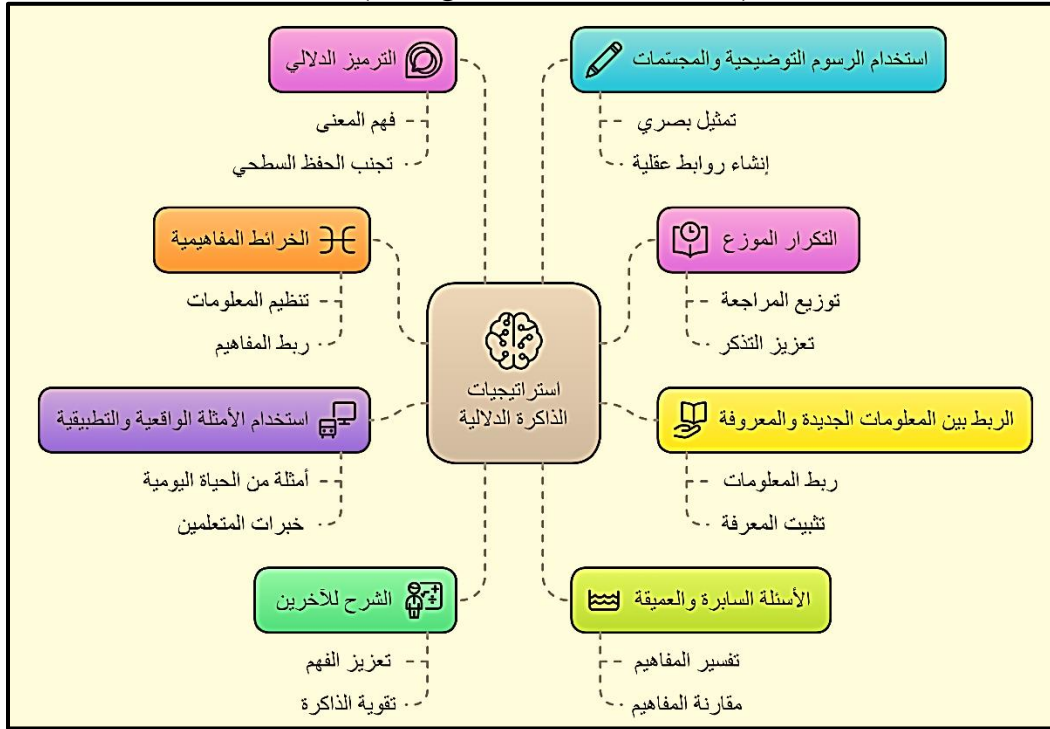 استخدام الرسوم التوضيحية والمجسّمات
تمثيل بصري
إنشاء روابط عقلية
التكرار الموزع
توزيع المراجعة
تعزيز التذكر
الربط بين المعلومات الجديدة والمعروفة
ربط المعلومات
تثبيت المعرفة
الأسئلة السابرة والعميقة
تفسير المفاهيم
مقارنة المفاهيم
استراتيجيات
الذاكرة الدلالية
الترميز الدلالي
فهم المعنى
تجنب الحفظ السطحي
الخرائط المفاهيمية
تنظيم المعلومات
ربط المفاهيم
استخدام الأمثلة الواقعية والتطبيقية
أمثلة من الحياة اليومية
خبرات المتعلمين
الشرح للآخرين
تعزيز الفهم
تقوية الذاكرة